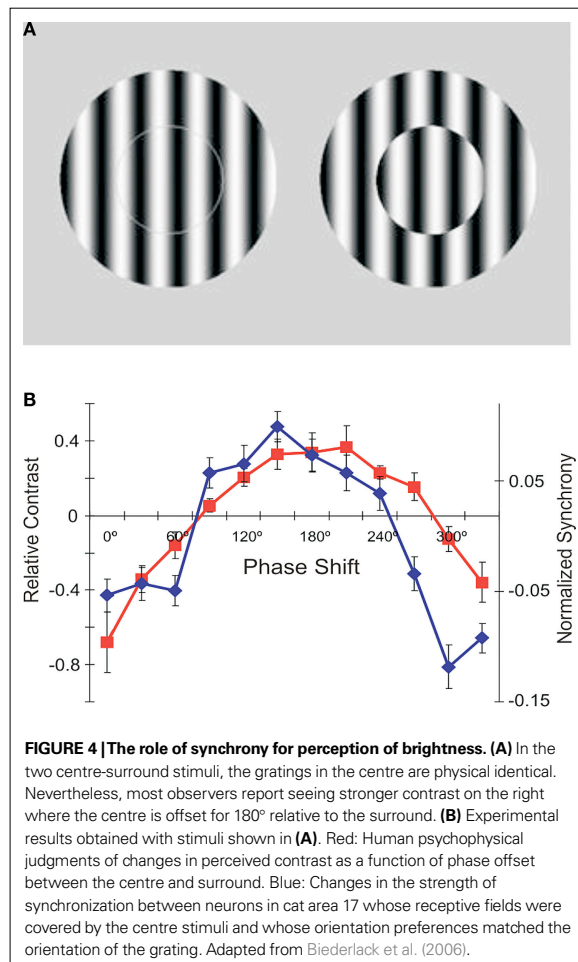 A
B
0.4
0
-0.4
-0.8
Relative Contrast
0º 60º 120º 180º 240º 300º
Phase Shift
0.05
-0.05
-0.15
Normalized Synchrony
FIGURE 4 | The role of synchrony for perception of brightness. (A) In the
two centre-surround stimuli, the gratings in the centre are physical identical.
Nevertheless, most observers report seeing stronger contrast on the right
where the centre is offset for 180º relative to the surround. (B) Experimental
results obtained with stimuli shown in (A). Red: Human psychophysical
judgments of changes in perceived contrast as a function of phase offset
between the centre and surround. Blue: Changes in the strength of
synchronization between neurons in cat area 17 whose receptive fields were
covered by the centre stimuli and whose orientation preferences matched the
orientation of the grating. Adapted from Biederlack et al. (2006).